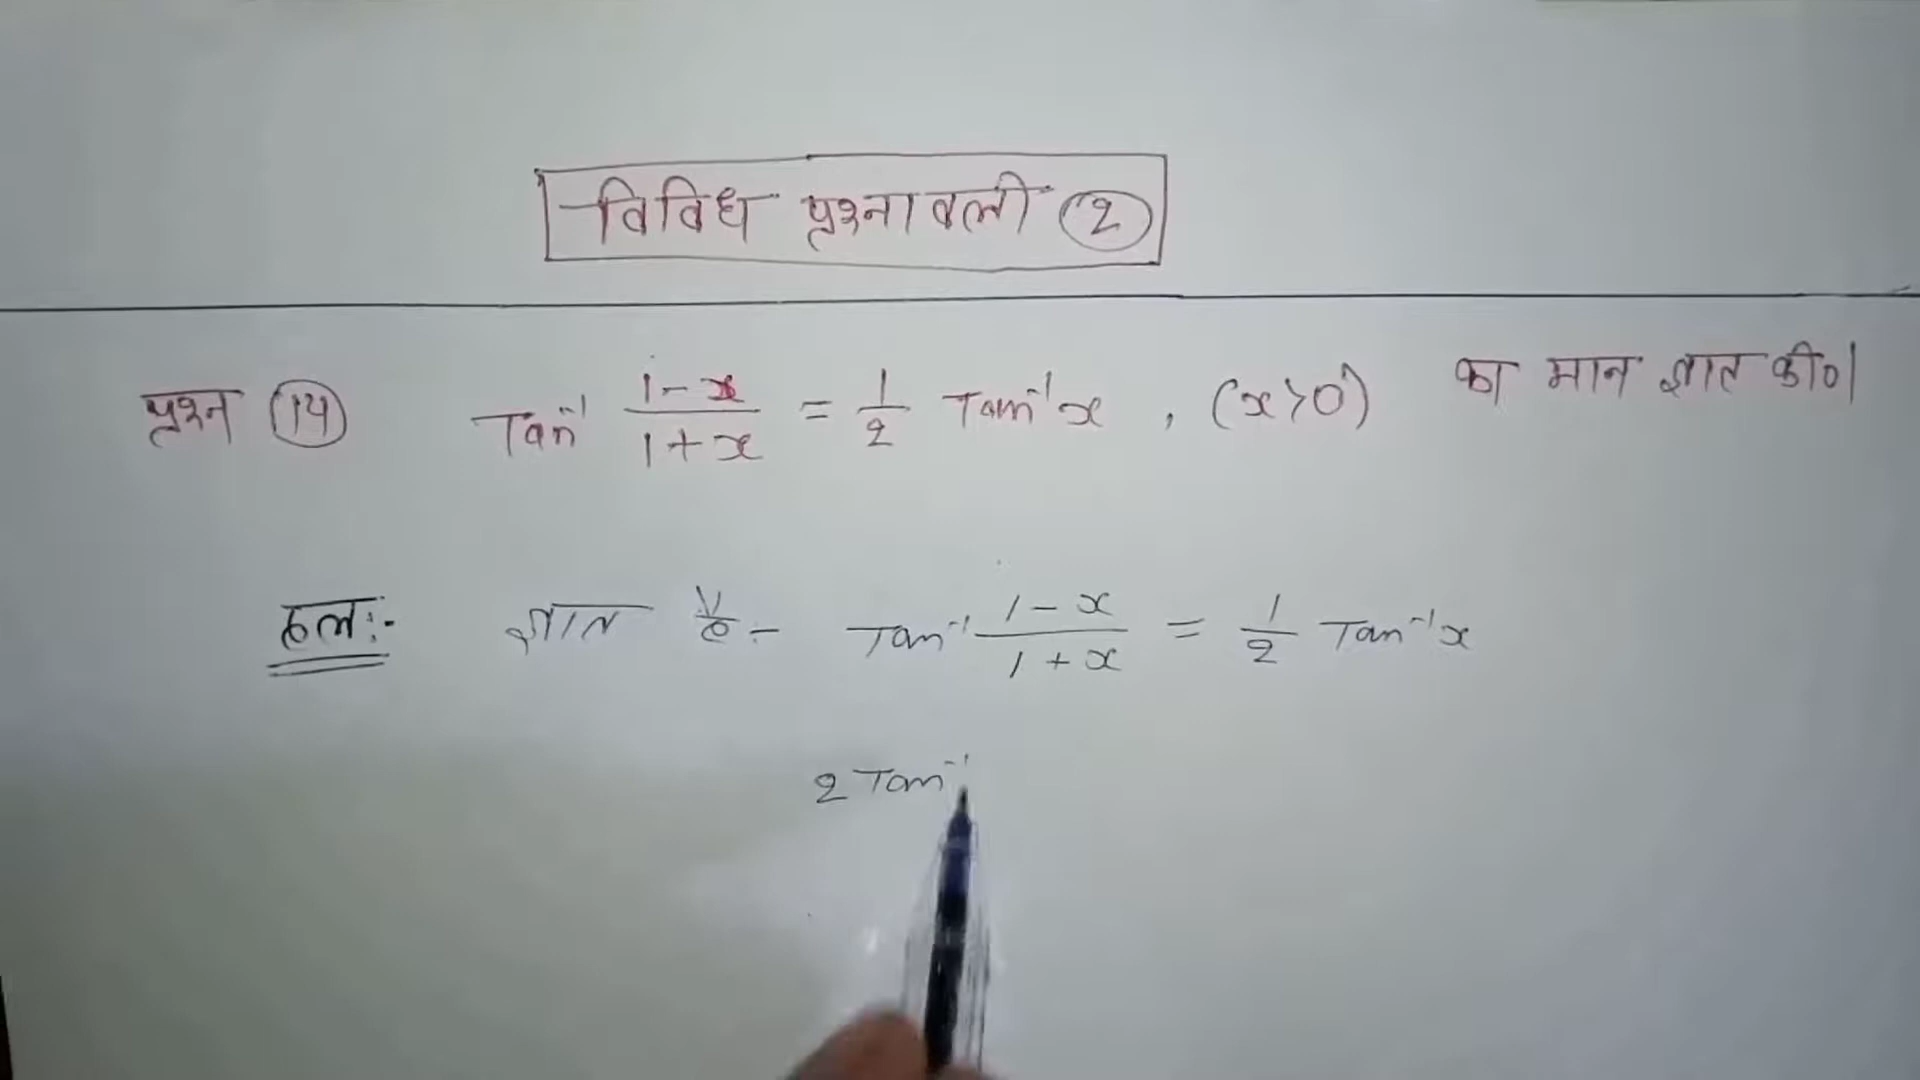 विविध प्रश्नावली 2
प्रश्न 14 Tan⁻¹ (1-x)/(1+x) = 1/2 Tan⁻¹x , (x>0) का मान ज्ञात की०|
हलः- ज्ञात है - Tan⁻¹ (1-x)/(1+x) = 1/2 Tan⁻¹x
2 Tan⁻¹